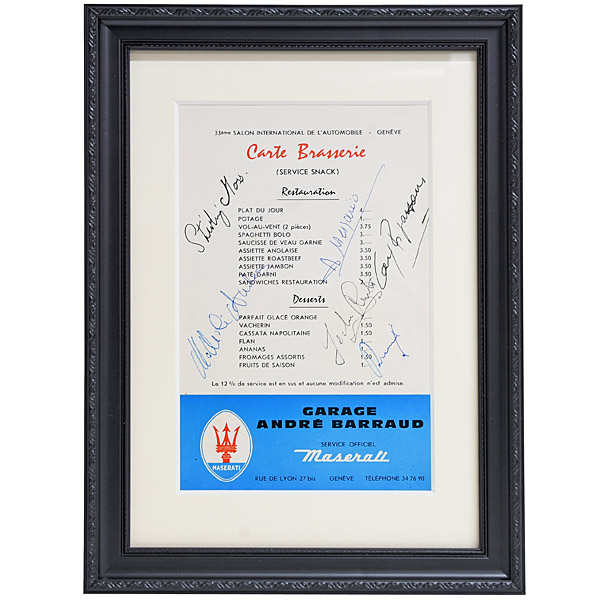 33ème SALON INTERNATIONAL DE L'AUTOMOBILE - GENÈVE
Carte Brasserie
(SERVICE SNACK)
Restauration
PLAT DU JOUR
POTAGE
VOL-AU-VENT (2 pièces) 3.75
SPAGHETTI BOLO
SAUCISSE DE VEAU GARNIE
ASSIETTE ANGLAISE 3.50
ASSIETTE ROASTBEEF 3.50
ASSIETTE JAMBON 3.50
PATÉ GARNI 3.50
SANDWICHES RESTAURATION
Desserts
PARFAIT GLACÉ ORANGE
VACHERIN
CASSATA NAPOLITAINE 1.50
FLAN
ANANAS
FROMAGES ASSORTIS 1.50
FRUITS DE SAISON
Stirling Moss
Le 12 % de service est en sus et aucune modification n'est admise.
GARAGE
ANDRÉ BARRAUD
SERVICE OFFICIEL
Maserati
MASERATI
RUE DE LYON 27 bis GENÈVE TÉLÉPHONE 34 76 90